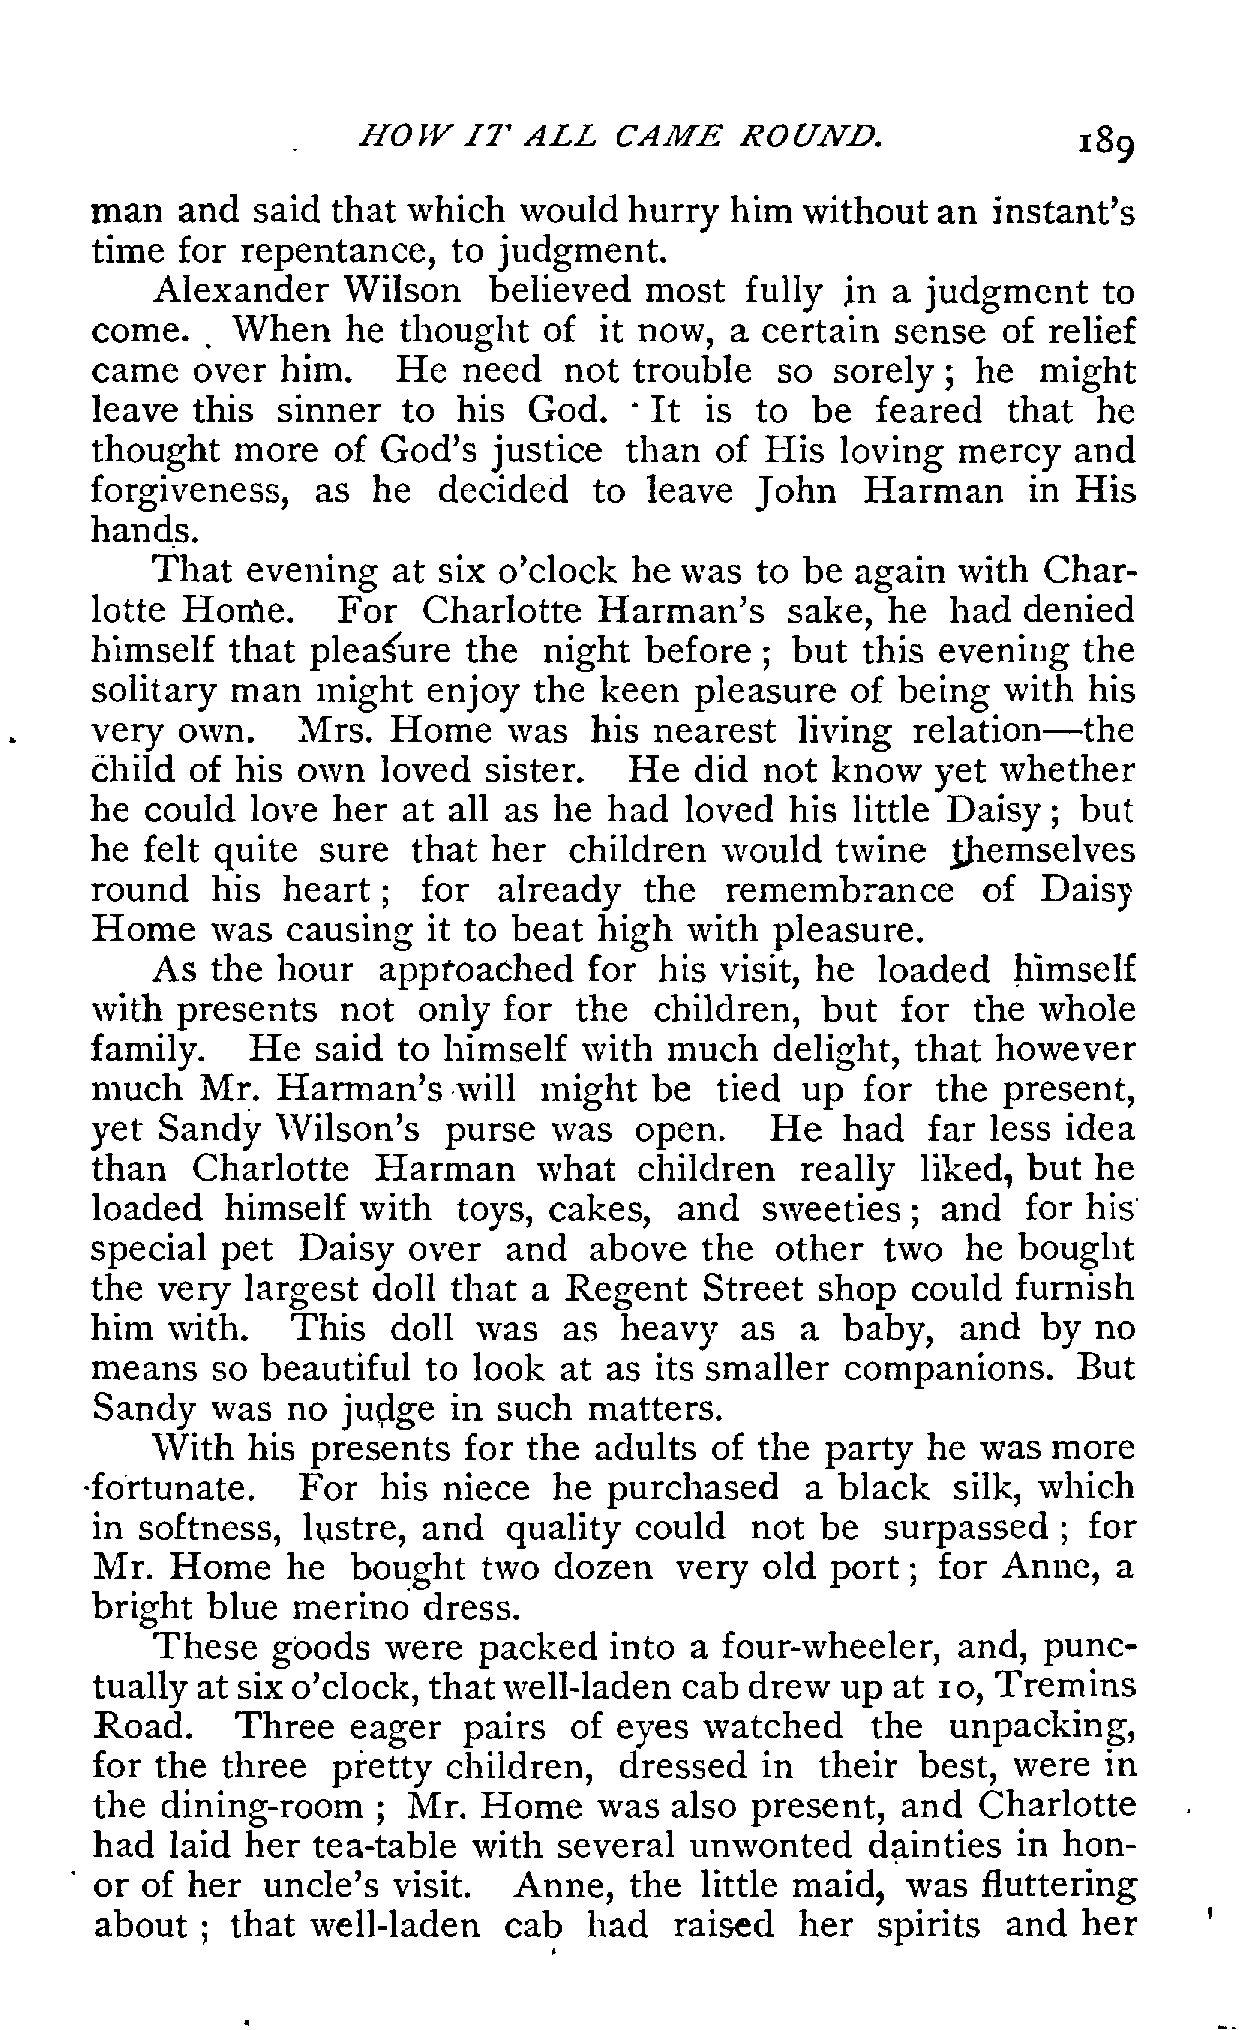 HOW IT ALL CAME ROUND. 189
man and said that which would hurry him without an instant's
time for repentance, to judgment.
Alexander Wilson believed most fully in a judgment to
come. When he thought of it now, a certain sense of relief
came over him. He need not trouble so sorely ; he might
leave this sinner to his God. It is to be feared that he
thought more of God's justice than of His loving mercy and
forgiveness, as he decided to leave John Harman in His
hands.
That evening at six o'clock he was to be again with Char-
lotte Home. For Charlotte Harman's sake, he had denied
himself that pleasure the night before ; but this evening the
solitary man might enjoy the keen pleasure of being with his
very own. Mrs. Home was his nearest living relation—the
child of his own loved sister. He did not know yet whether
he could love her at all as he had loved his little Daisy ; but
he felt quite sure that her children would twine themselves
round his heart ; for already the remembrance of Daisy
Home was causing it to beat high with pleasure.
As the hour approached for his visit, he loaded himself
with presents not only for the children, but for the whole
family. He said to himself with much delight, that however
much Mr. Harman's will might be tied up for the present,
yet Sandy Wilson's purse was open. He had far less idea
than Charlotte Harman what children really liked, but he
loaded himself with toys, cakes, and sweeties ; and for his
special pet Daisy over and above the other two he bought
the very largest doll that a Regent Street shop could furnish
him with. This doll was as heavy as a baby, and by no
means so beautiful to look at as its smaller companions. But
Sandy was no judge in such matters.
With his presents for the adults of the party he was more
fortunate. For his niece he purchased a black silk, which
in softness, lustre, and quality could not be surpassed ; for
Mr. Home he bought two dozen very old port ; for Anne, a
bright blue merino dress.
These goods were packed into a four-wheeler, and, punc-
tually at six o'clock, that well-laden cab drew up at 10, Tremins
Road. Three eager pairs of eyes watched the unpacking,
for the three pretty children, dressed in their best, were in
the dining-room ; Mr. Home was also present, and Charlotte
had laid her tea-table with several unwonted dainties in hon-
or of her uncle's visit. Anne, the little maid, was fluttering
about ; that well-laden cab had raised her spirits and her